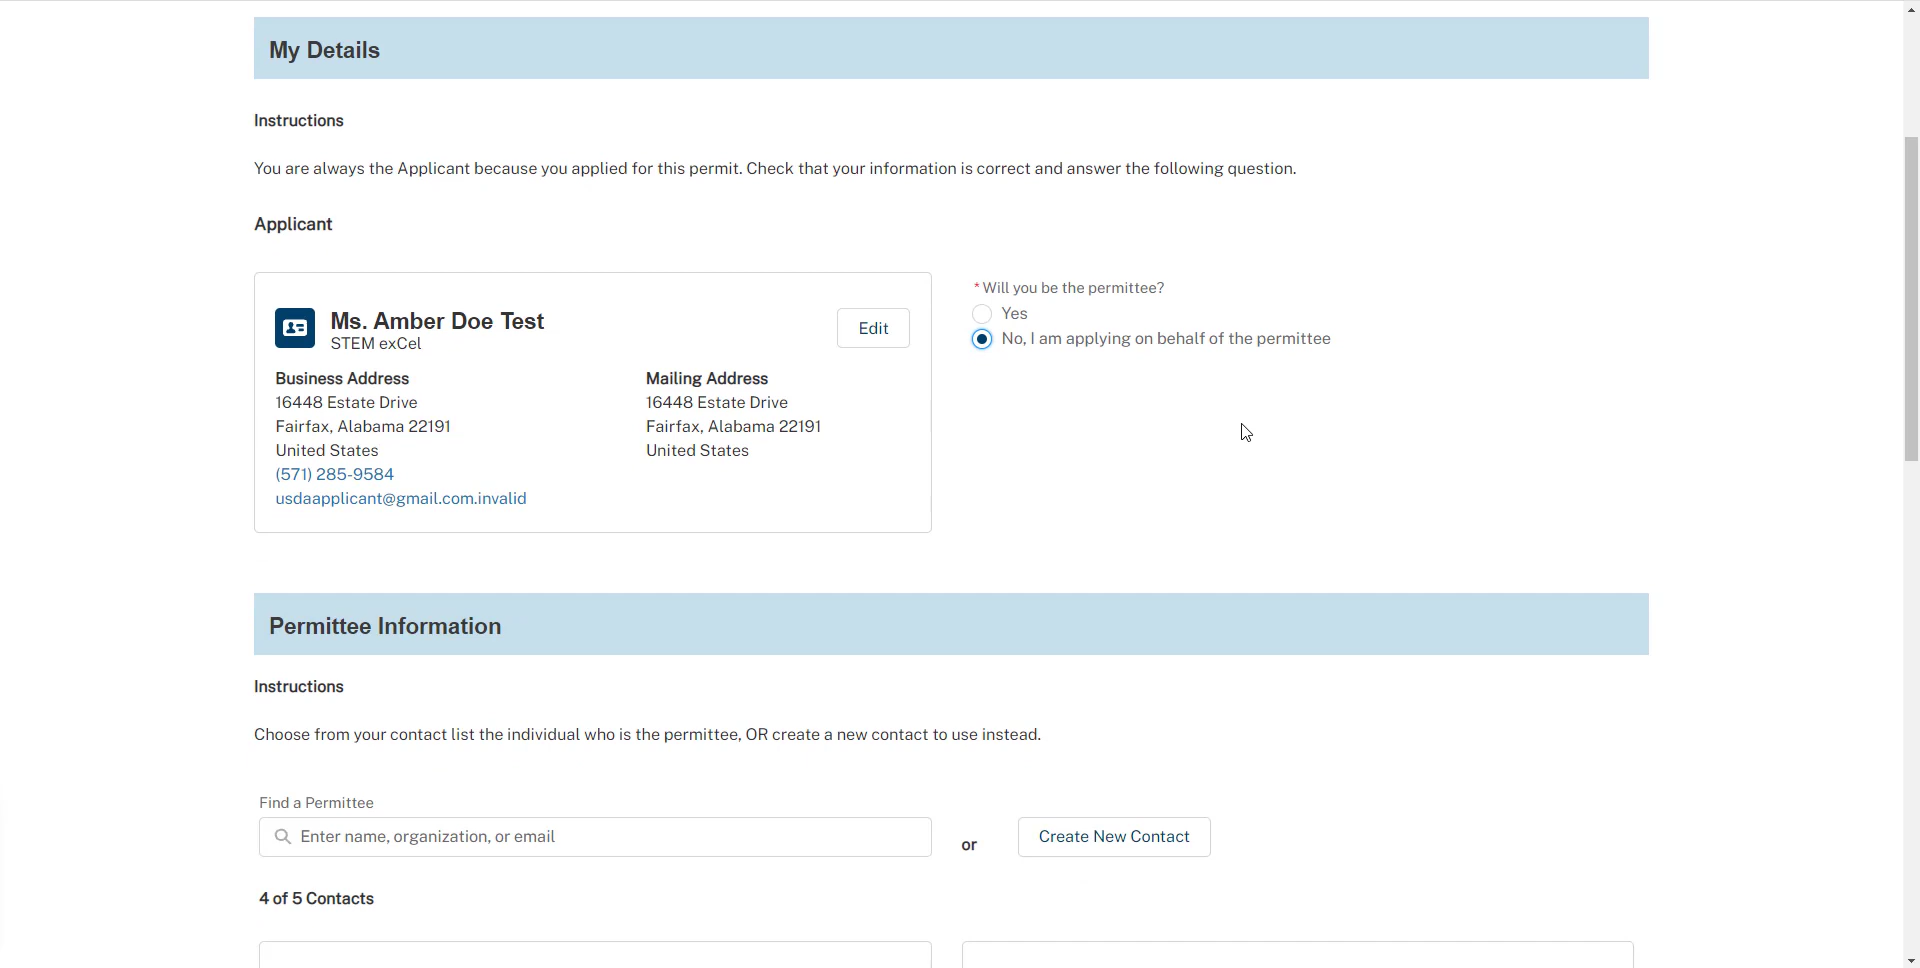 My Details
Instructions
You are always the Applicant because you applied for this permit. Check that your information is correct and answer the following question.
Applicant
Ms. Amber Doe Test
STEM exCel
Edit
Business Address
16448 Estate Drive
Fairfax, Alabama 22191
United States
(571) 285-9584
usdaapplicant@gmail.com.invalid
Mailing Address
16448 Estate Drive
Fairfax, Alabama 22191
United States
*Will you be the permittee?
Yes
No, I am applying on behalf of the permittee
Permittee Information
Instructions
Choose from your contact list the individual who is the permittee, OR create a new contact to use instead.
Find a Permittee
Enter name, organization, or email
or
Create New Contact
4 of 5 Contacts